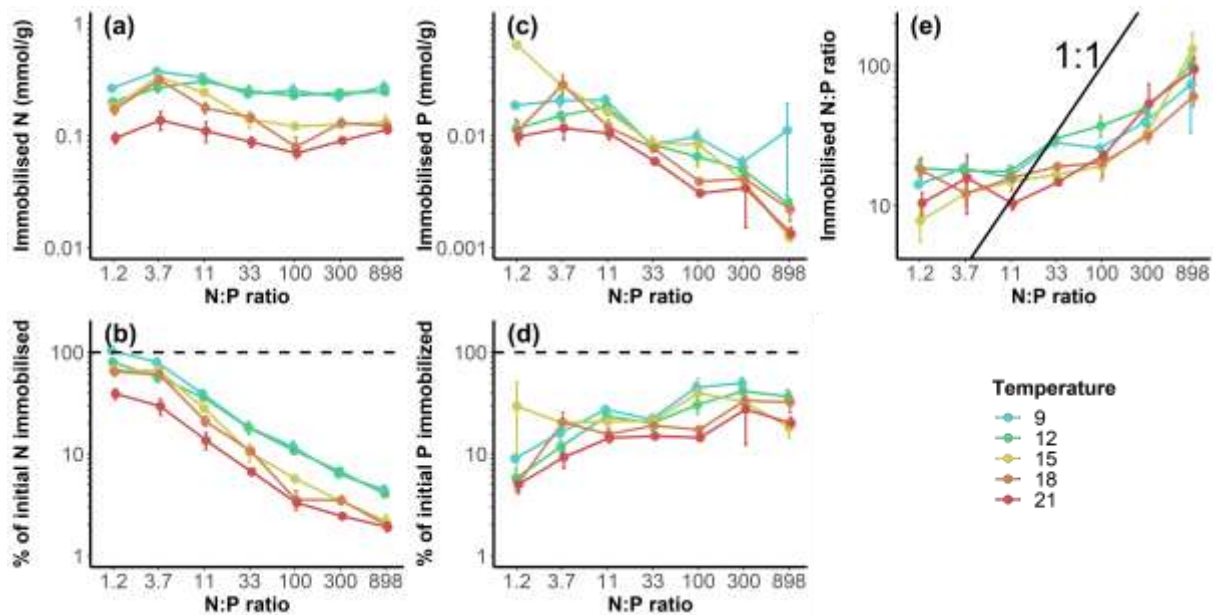 (a)
Immobilised N (mmol/g)
1
0.1
0.01
1.2 3.7 11 33 100 300 898
N:P ratio
(c)
Immobilised P (mmol/g)
0.01
0.001
1.2 3.7 11 33 100 300 898
N:P ratio
(e)
Immobilised N:P ratio
100
10
1:1
1.2 3.7 11 33 100 300 898
N:P ratio
(b)
% of initial N immobilised
100
10
1
1.2 3.7 11 33 100 300 898
N:P ratio
(d)
% of initial P immobilized
100
10
1
1.2 3.7 11 33 100 300 898
N:P ratio
Temperature
9
12
15
18
21